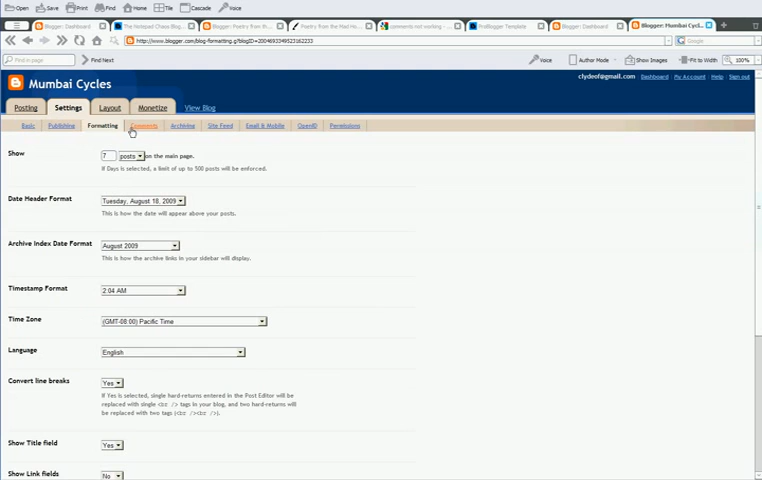 Open Save Print Find Home Tile Cascade Voice
Blogger: Dashboard The Notepad Chaos Blog... Blogger: Poetry from th... Poetry from the Mad He... comments not working - ... ProBlogger Template Blogger: Dashboard Blogger: Mumbai Cycl...
http://www.blogger.com/blog-formatting.g?blogID=2004693349523162233 Google
Find in page Find Next Voice Author Mode Show Images Fit to Width 100%
clydeof@gmail.com Dashboard My Account Help Sign out
Mumbai Cycles
Posting Settings Layout Monetize View Blog
Basic Publishing Formatting Comments Archiving Site Feed Email & Mobile OpenID Permissions
Show 7 posts on the main page.
If Days is selected, a limit of up to 500 posts will be enforced.
Date Header Format Tuesday, August 18, 2009
This is how the date will appear above your posts.
Archive Index Date Format August 2009
This is how the archive links in your sidebar will display.
Timestamp Format 2:04 AM
Time Zone (GMT-08:00) Pacific Time
Language English
Convert line breaks Yes
If Yes is selected, single hard-returns entered in the Post Editor will be
replaced with single <br /> tags in your blog, and two hard-returns will
be replaced with two tags (<br /><br />).
Show Title field Yes
Show Link fields No